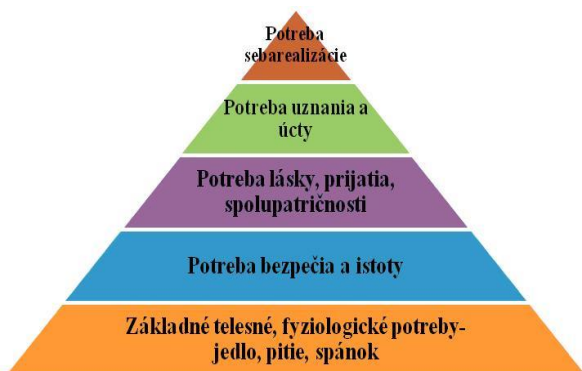 Potreba
sebarealizácie
Potreba uznania a
úcty
Potreba lásky, prijatia,
spolupatričnosti
Potreba bezpečia a istoty
Základné telesné, fyziologické potreby-
jedlo, pitie, spánok